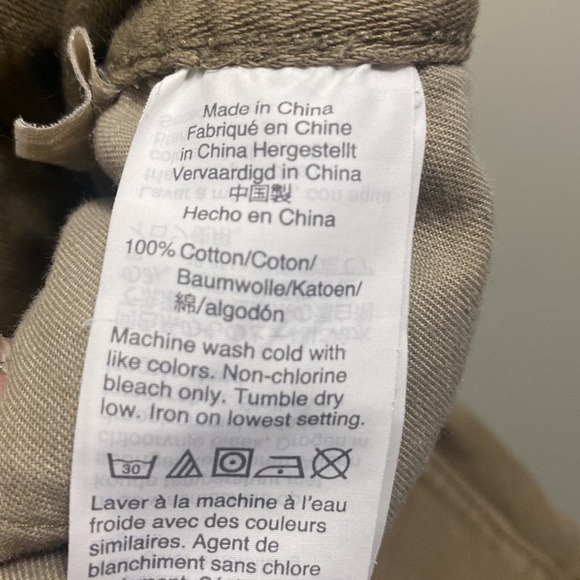 Made in China
Fabriqué en Chine
in China Hergestellt
Vervaardigd in China
中国製
Hecho en China
100% Cotton/Coton/
Baumwolle/Katoen/
綿/algodón
Machine wash cold with
like colors. Non-chlorine
bleach only. Tumble dry
low. Iron on lowest setting.
30
Laver à la machine à l'eau
froide avec des couleurs
similaires. Agent de
blanchiment sans chlore